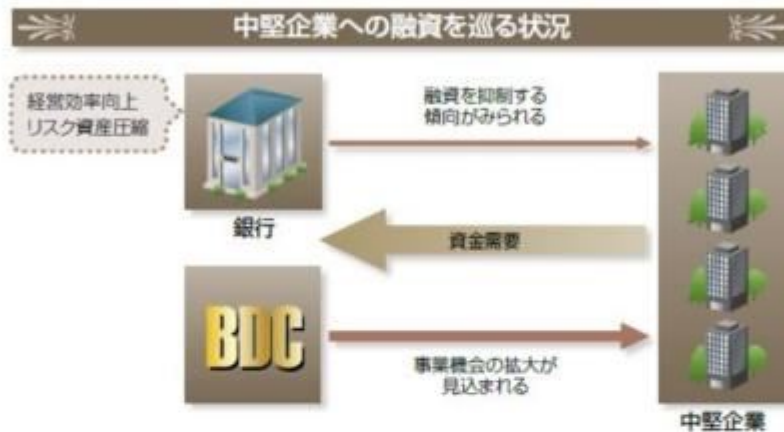 中堅企業への融資を巡る状況
経営効率向上
リスク資産圧縮
融資を抑制する
傾向がみられる
銀行
資金需要
BDC
事業機会の拡大が
見込まれる
中堅企業